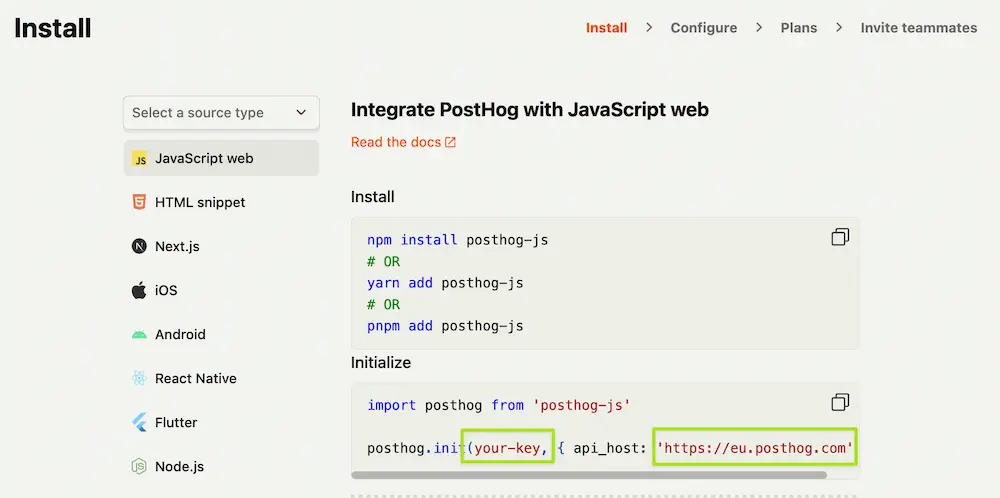 Install
Install > Configure > Plans > Invite teammates
Select a source type
JS JavaScript web
HTML snippet
Next.js
iOS
Android
React Native
Flutter
Node.js
Integrate PostHog with JavaScript web
Read the docs
Install
npm install posthog-js
# OR
yarn add posthog-js
# OR
pnpm add posthog-js
Initialize
import posthog from 'posthog-js'
posthog.init(your-key, { api_host: 'https://eu.posthog.com'